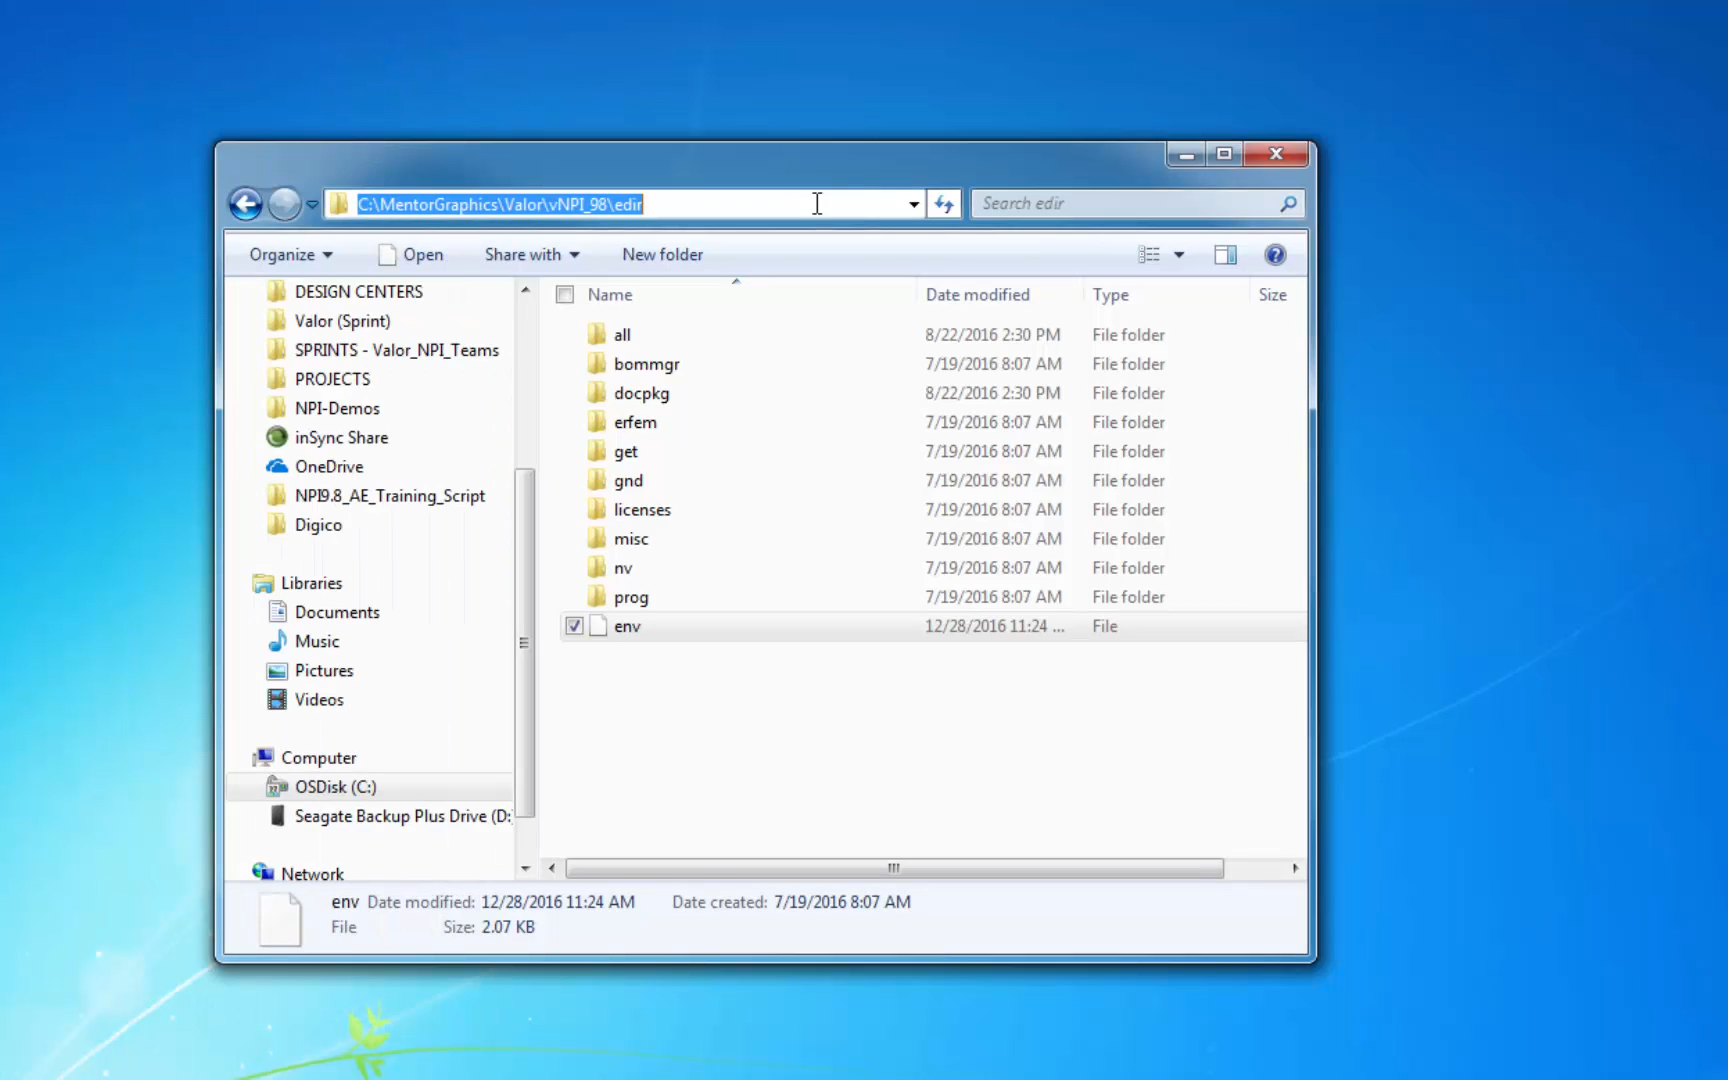 C:\MentorGraphics\Valor\vNPI_98\edir
Search edir
Organize Open Share with New folder
DESIGN CENTERS
Valor (Sprint)
SPRINTS - Valor_NPI_Teams
PROJECTS
NPI-Demos
inSync Share
OneDrive
NPI9.8_AE_Training_Script
Digico
Libraries
Documents
Music
Pictures
Videos
Computer
OSDisk (C:)
Seagate Backup Plus Drive (D:
Network
Name Date modified Type Size
all 8/22/2016 2:30 PM File folder
bommgr 7/19/2016 8:07 AM File folder
docpkg 8/22/2016 2:30 PM File folder
erfem 7/19/2016 8:07 AM File folder
get 7/19/2016 8:07 AM File folder
gnd 7/19/2016 8:07 AM File folder
licenses 7/19/2016 8:07 AM File folder
misc 7/19/2016 8:07 AM File folder
nv 7/19/2016 8:07 AM File folder
prog 7/19/2016 8:07 AM File folder
env 12/28/2016 11:24 ... File
env Date modified: 12/28/2016 11:24 AM Date created: 7/19/2016 8:07 AM
File Size: 2.07 KB